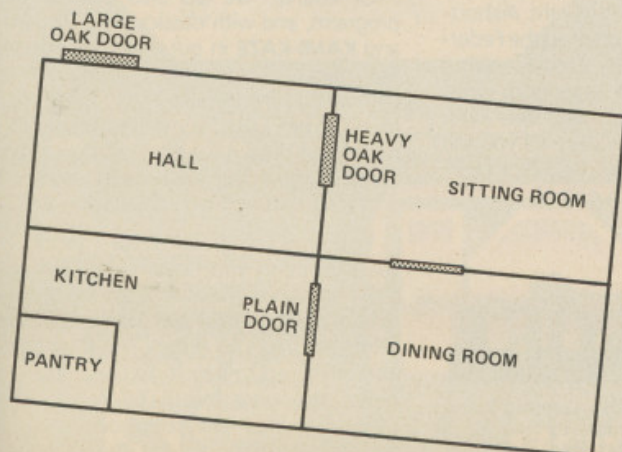 LARGE
OAK DOOR
HALL
HEAVY
OAK
DOOR
SITTING ROOM
KITCHEN
PLAIN
DOOR
DINING ROOM
PANTRY